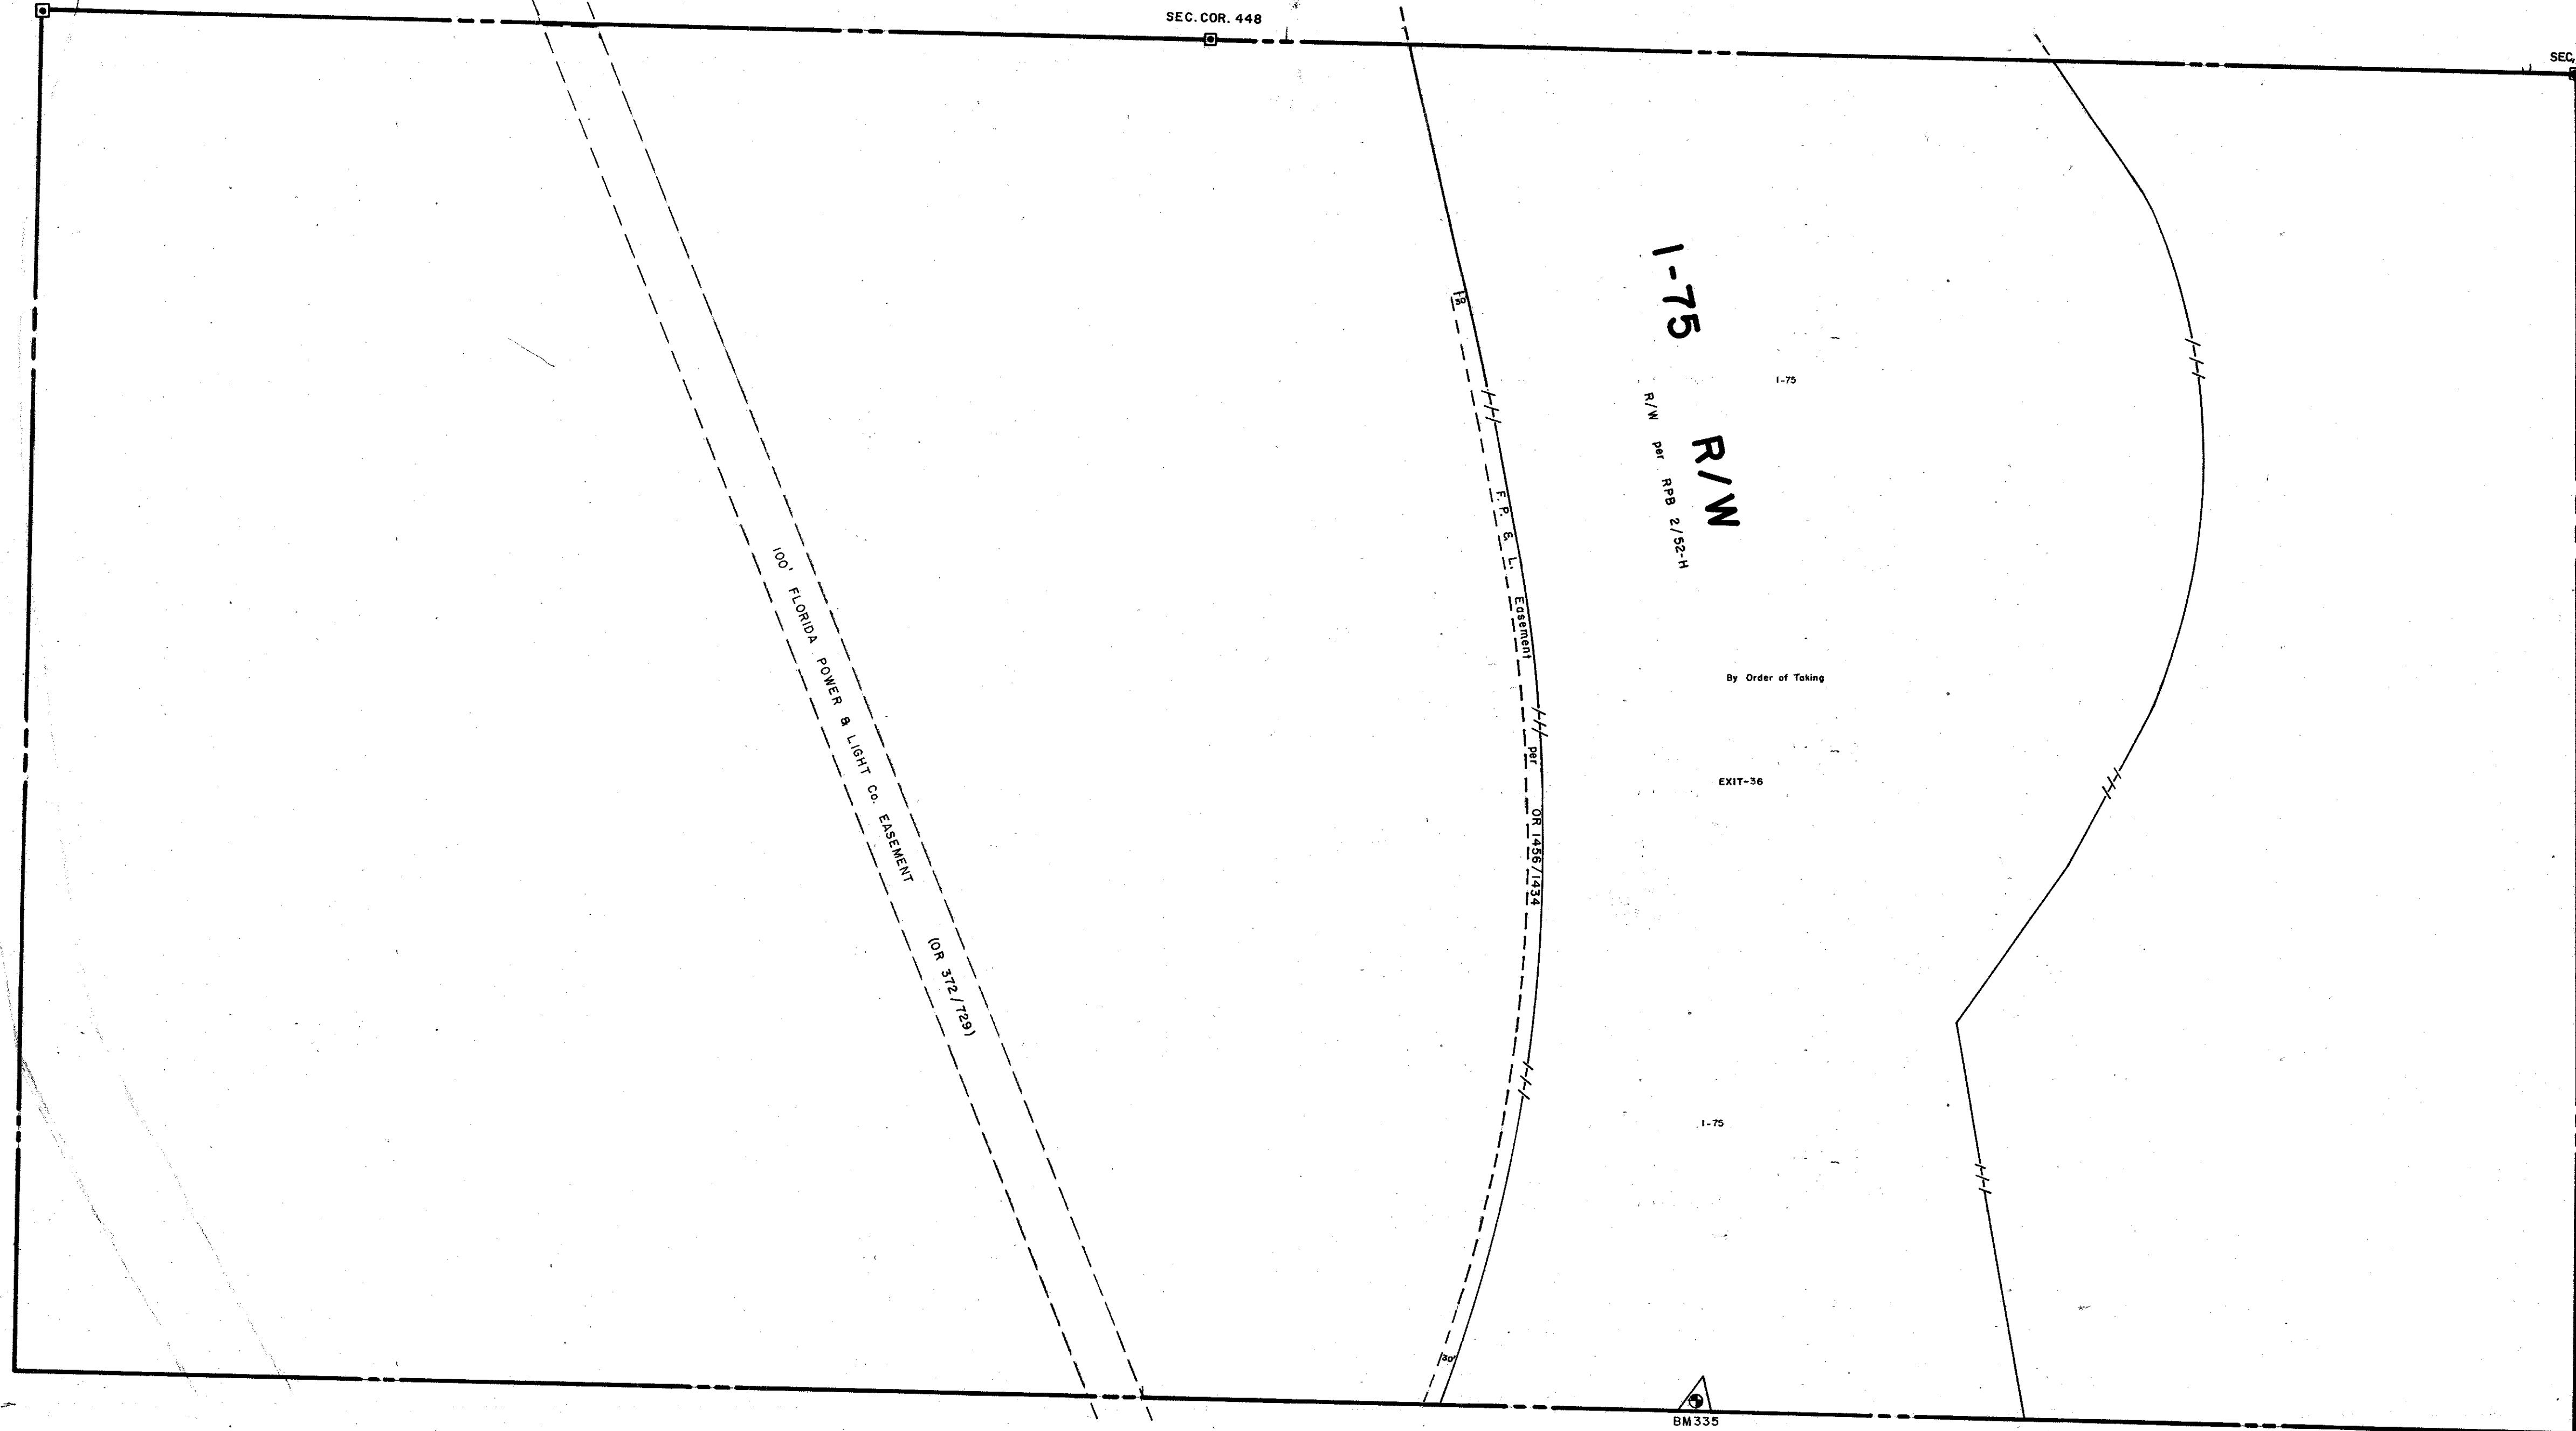 SEC. COR. 448
SEC.
I-75 R/W
R/W per RPB 2/52-H
I-75
30'
F. P. & L. Easement per OR 1456/1434
100' FLORIDA POWER & LIGHT Co. EASEMENT (OR 372/729)
By Order of Taking
EXIT-36
I-75
30'
BM335